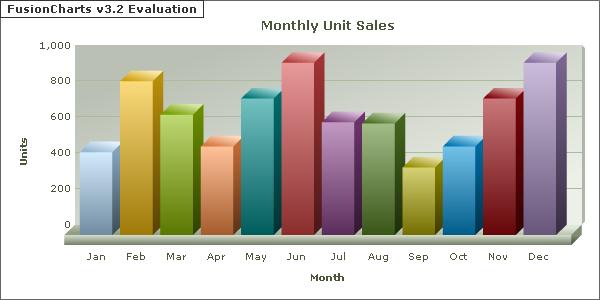 FusionCharts v3.2 Evaluation
Monthly Unit Sales
1,000
800
600
400
200
0
Units
Jan Feb Mar Apr May Jun Jul Aug Sep Oct Nov Dec
Month